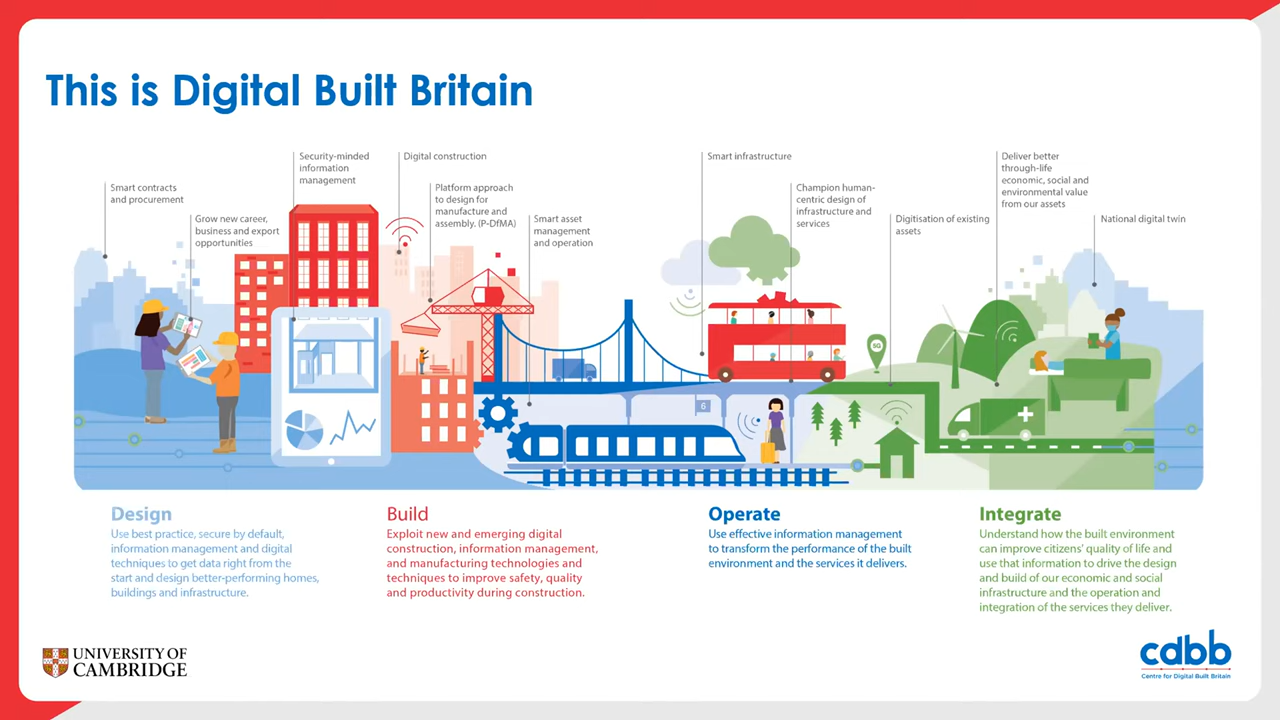 This is Digital Built Britain
Smart contracts
and procurement
Grow new career,
business and export
opportunities
Security-minded
information
management
Digital construction
Platform approach
to design for
manufacture and
assembly. (P-DfMA)
Smart asset
management
and operation
Smart infrastructure
Champion human-
centric design of
infrastructure and
services
Digitisation of existing
assets
Deliver better
through-life
economic, social and
environmental value
from our assets
National digital twin
5G
6
Design
Use best practice, secure by default,
information management and digital
techniques to get data right from the
start and design better-performing homes,
buildings and infrastructure.
Build
Exploit new and emerging digital
construction, information management,
and manufacturing technologies and
techniques to improve safety, quality
and productivity during construction.
Operate
Use effective information management
to transform the performance of the built
environment and the services it delivers.
Integrate
Understand how the built environment
can improve citizens' quality of life and
use that information to drive the design
and build of our economic and social
infrastructure and the operation and
integration of the services they deliver.
UNIVERSITY OF
CAMBRIDGE
cdbb
Centre for Digital Built Britain